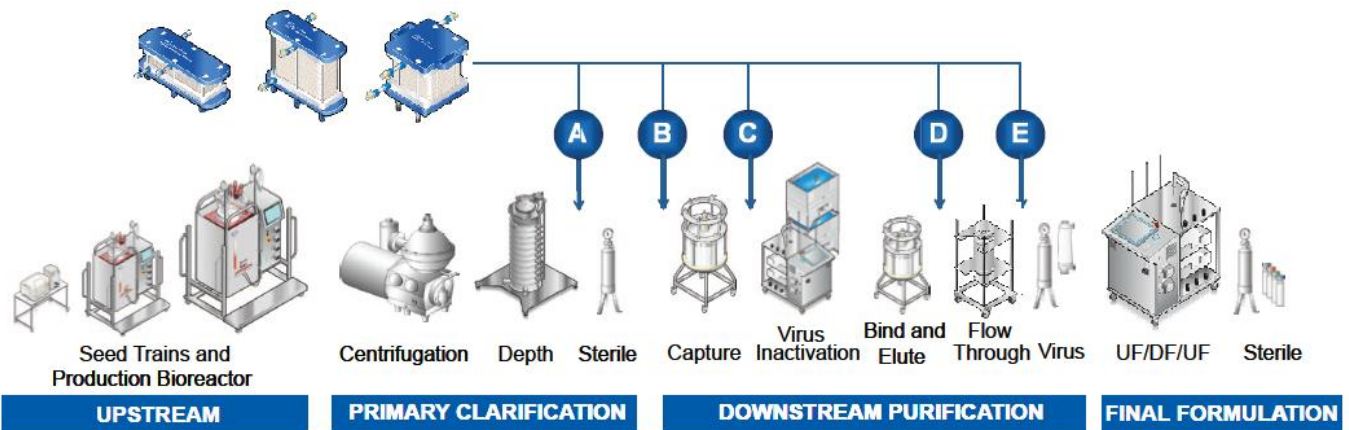 A B C D E
Seed Trains and
Production Bioreactor
Centrifugation
Depth
Sterile
Capture
Virus
Inactivation
Bind and
Elute
Flow
Through
Virus
UF/DF/UF
Sterile
UPSTREAM
PRIMARY CLARIFICATION
DOWNSTREAM PURIFICATION
FINAL FORMULATION